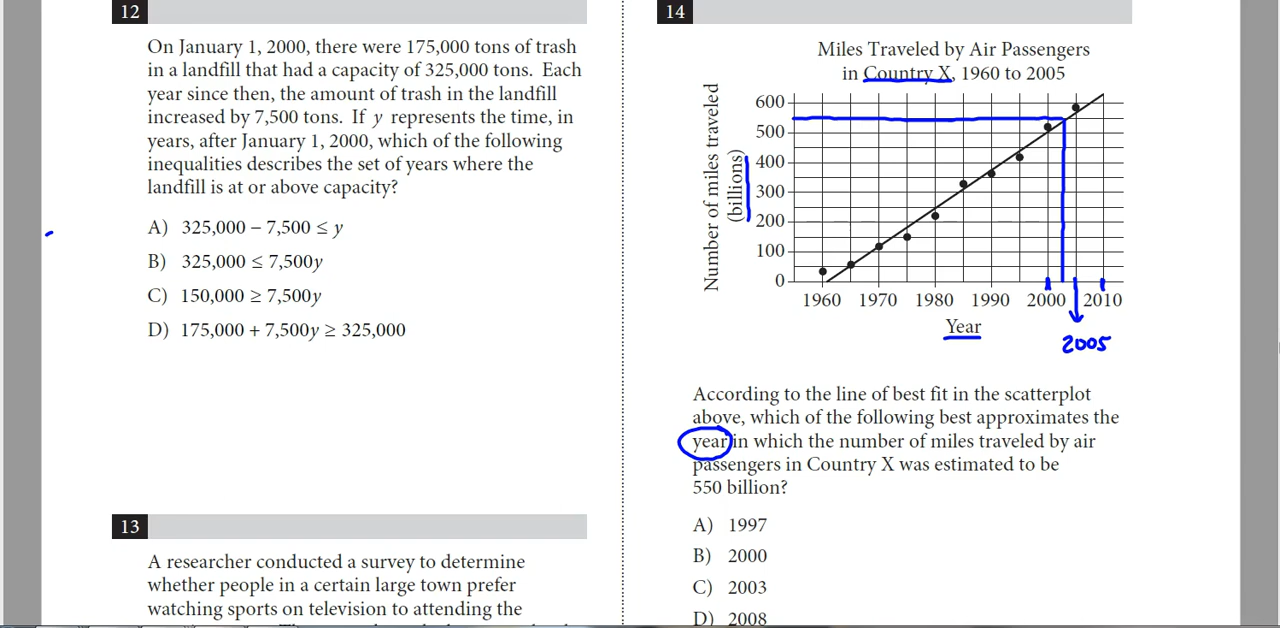 12
On January 1, 2000, there were 175,000 tons of trash
in a landfill that had a capacity of 325,000 tons. Each
year since then, the amount of trash in the landfill
increased by 7,500 tons. If y represents the time, in
years, after January 1, 2000, which of the following
inequalities describes the set of years where the
landfill is at or above capacity?
A) 325,000 − 7,500 ≤ y
B) 325,000 ≤ 7,500y
C) 150,000 ≥ 7,500y
D) 175,000 + 7,500y ≥ 325,000
13
A researcher conducted a survey to determine
whether people in a certain large town prefer
watching sports on television to attending the
14
Miles Traveled by Air Passengers
in Country X, 1960 to 2005
Number of miles traveled
(billions)
600
500
400
300
200
100
0
1960 1970 1980 1990 2000 2010
Year
2005
According to the line of best fit in the scatterplot
above, which of the following best approximates the
year in which the number of miles traveled by air
passengers in Country X was estimated to be
550 billion?
A) 1997
B) 2000
C) 2003
D) 2008